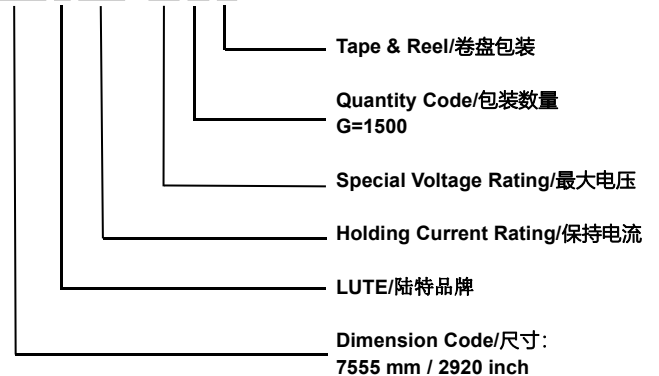 Tape & Reel/卷盘包装
Quantity Code/包装数量
G=1500
Special Voltage Rating/最大电压
Holding Current Rating/保持电流
LUTE/陆特品牌
Dimension Code/尺寸：
7555 mm / 2920 inch